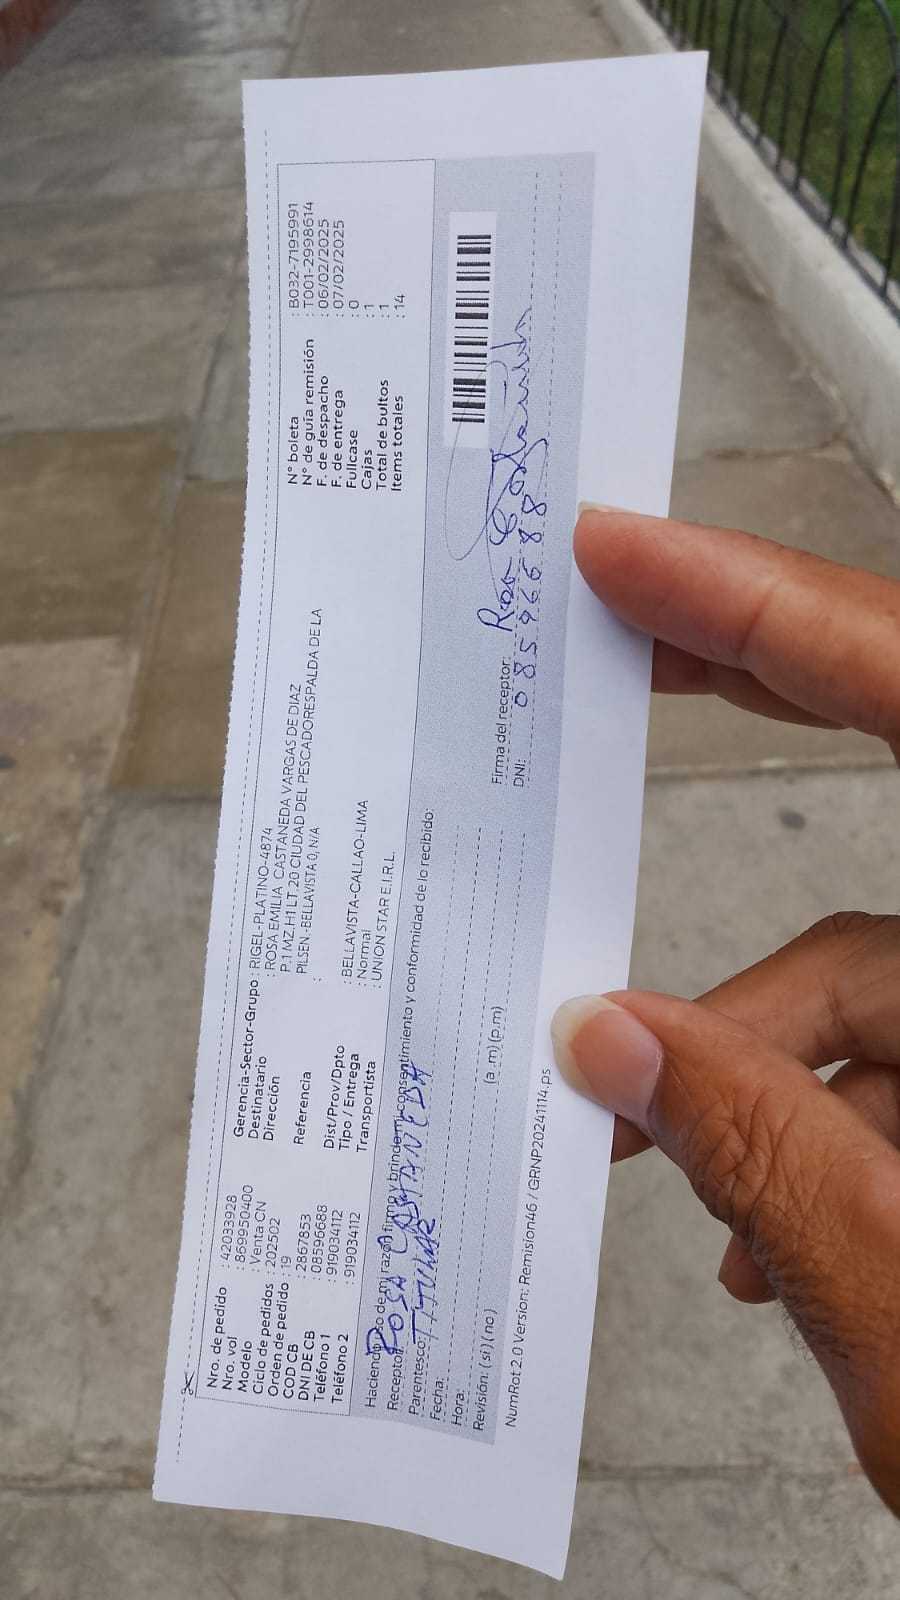 Nro. de pedido : 42033928
Nro. vol : 869950400
Modelo : Venta CN
Ciclo de pedidos : 202502
Orden de pedido : 19
COD CB : 2867853
DNI DE CB : 08596688
Teléfono 1 : 919034112
Teléfono 2 : 919034112
Gerencia-Sector-Grupo : RIGEL-PLATINO-4874
Destinatario : ROSA EMILIA CASTANEDA VARGAS DE DIAZ
Dirección P.1 MZ.H1 LT.20 CIUDAD DEL PESCADORESPALDA DE LA
PILSEN,-BELLAVISTA 0, N/A
Referencia :
Dist/Prov/Dpto : BELLAVISTA-CALLAO-LIMA
Tipo / Entrega : Normal
Transportista : UNION STAR E.I.R.L.
N° boleta : B032-7195991
N° de guía remisión : T001-2998614
F. de despacho : 06/02/2025
F. de entrega : 07/02/2025
Fullcase : 0
Cajas : 1
Total de bultos : 1
Items totales : 14
Haciendo uso de mi razón firmo y brinde mi consentimiento y conformidad de lo recibido:
Receptor: ROSA CASTANEDA
Parentesco: TITULAR
Fecha:
Hora: (a .m) (p.m)
Revisión: ( si ) ( no )
Firma del receptor: Rosa
DNI: 08596688
NumRot.2.0 Version: Remision46 / GRNP20241114.ps